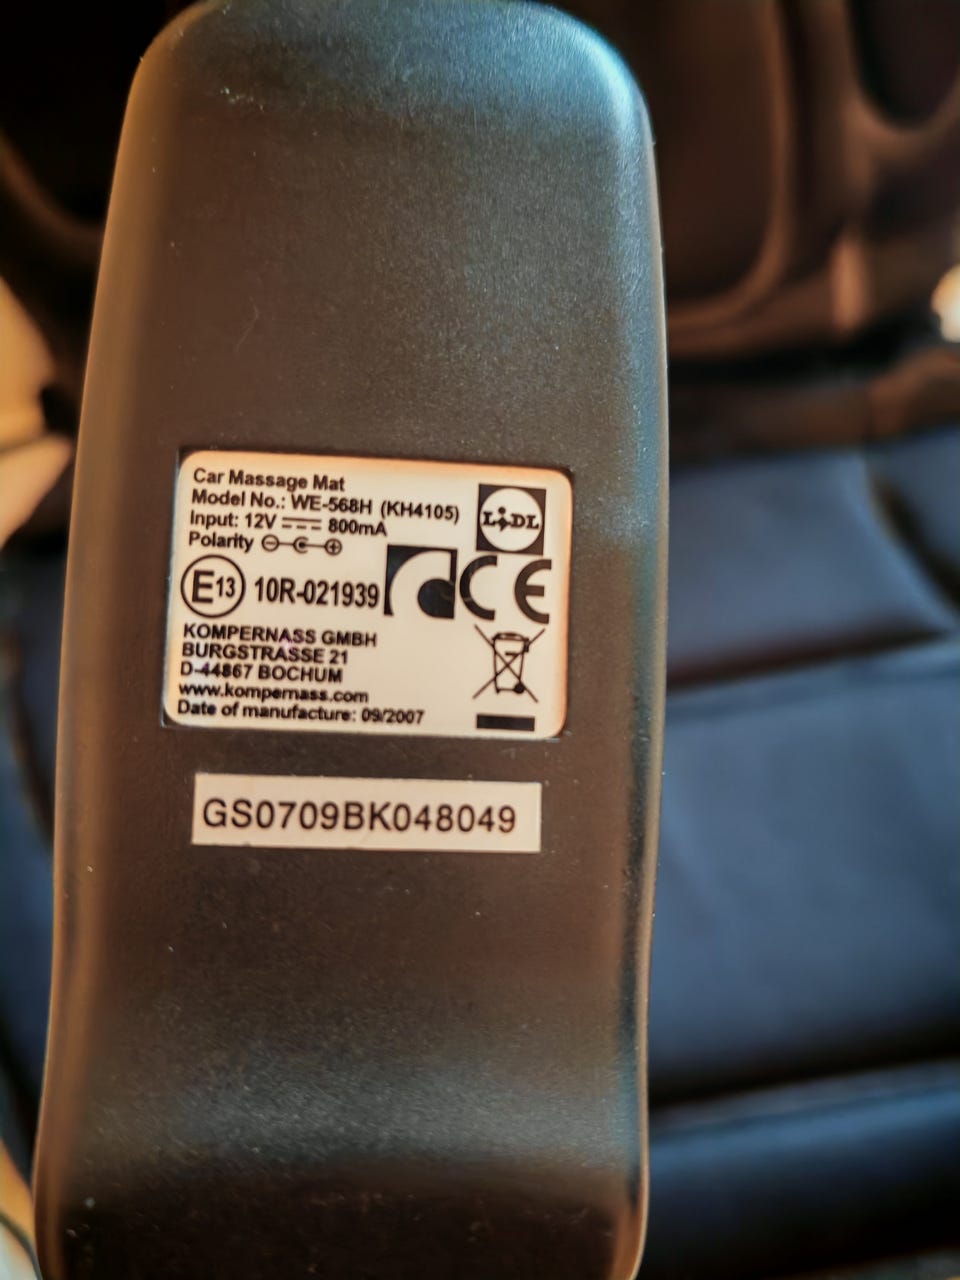 Car Massage Mat
Model No.: WE-568H (KH4105)
Input: 12V 800mA
Polarity
LiDL
E13 10R-021939
CE
KOMPERNASS GMBH
BURGSTRASSE 21
D-44867 BOCHUM
www.kompernass.com
Date of manufacture: 09/2007
GS0709BK048049